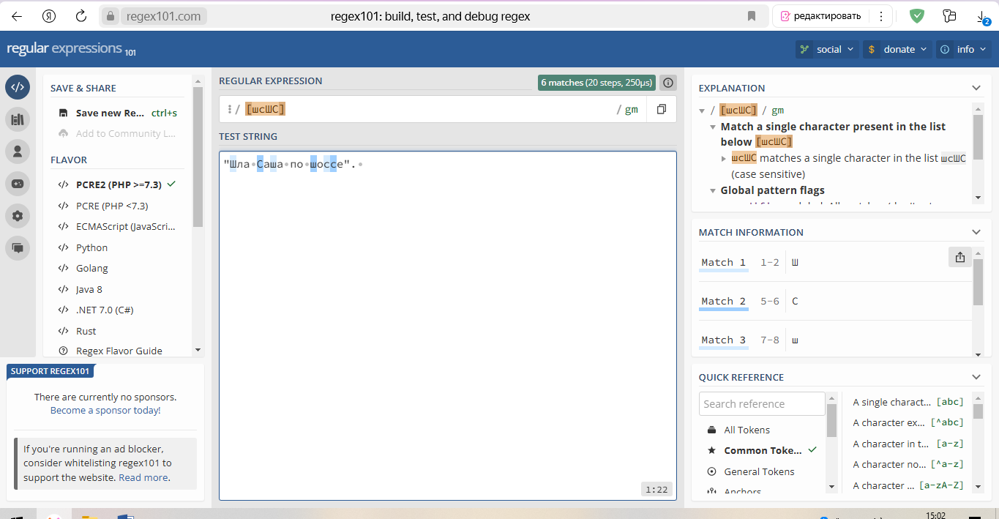 regex101.com
regex101: build, test, and debug regex
редактировать
2
regular expressions 101
social
$ donate
info
SAVE & SHARE
Save new Re... ctrl+s
Add to Community L...
FLAVOR
</> PCRE2 (PHP >=7.3)
</> PCRE (PHP <7.3)
</> ECMAScript (JavaScri...
</> Python
</> Golang
</> Java 8
</> .NET 7.0 (C#)
</> Rust
Regex Flavor Guide
SUPPORT REGEX101
There are currently no sponsors.
Become a sponsor today!
If you're running an ad blocker,
consider whitelisting regex101 to
support the website. Read more.
REGULAR EXPRESSION
6 matches (20 steps, 250μs)
/ [шсШС] / gm
TEST STRING
"Шла·Саша·по·шоссе".·
1:22
EXPLANATION
/ [шсШС] / gm
Match a single character present in the list
below [шсШС]
шсШС matches a single character in the list шсШС
(case sensitive)
Global pattern flags
MATCH INFORMATION
Match 1 1-2 Ш
Match 2 5-6 С
Match 3 7-8 ш
QUICK REFERENCE
Search reference
All Tokens
Common Toke...
General Tokens
Anchors
A single charact... [abc]
A character ex... [^abc]
A character in t... [a-z]
A character no... [^a-z]
A character ... [a-zA-Z]
15:02